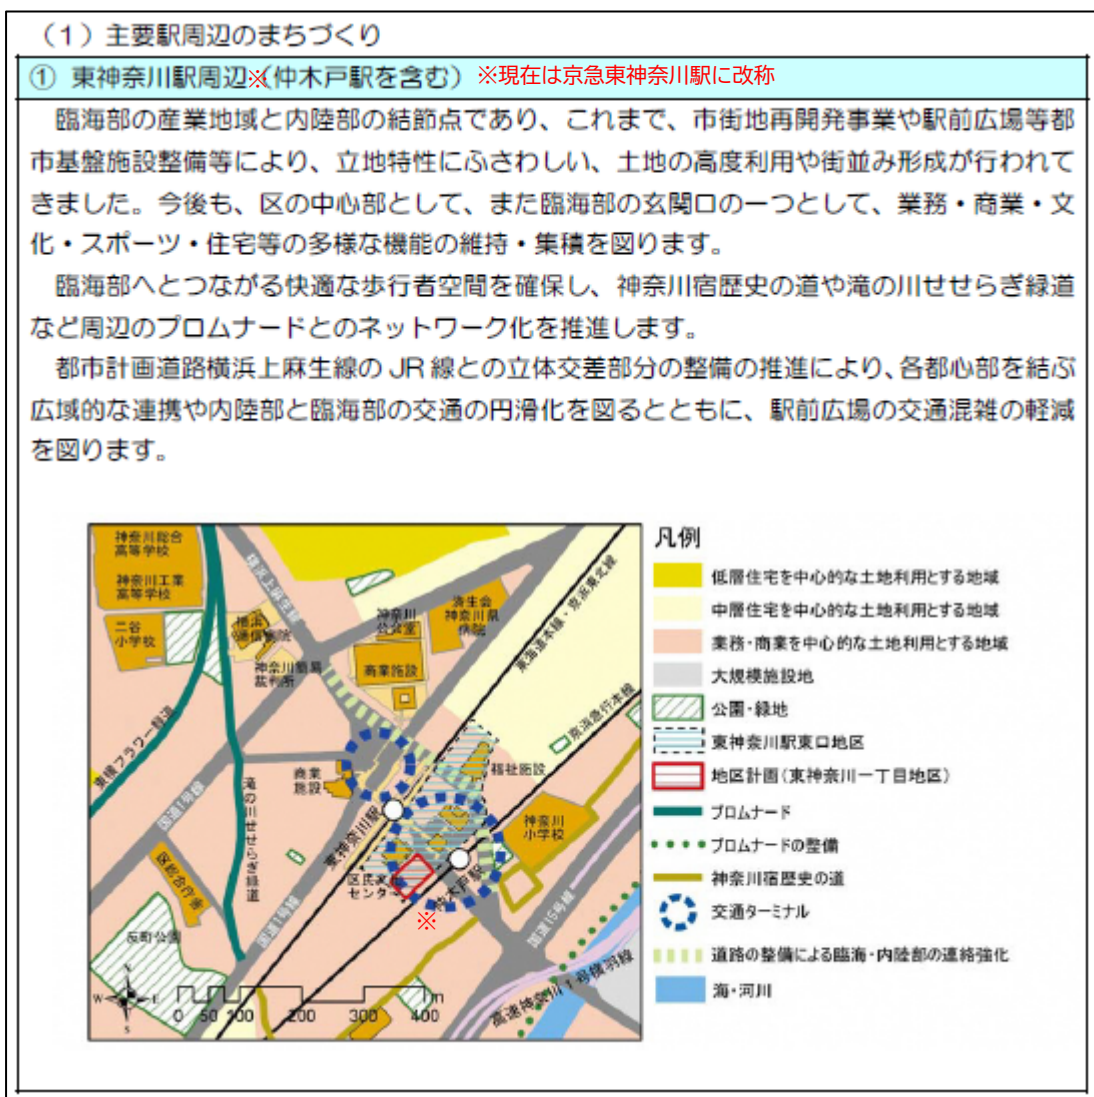 （1）主要駅周辺のまちづくり
① 東神奈川駅周辺※（仲木戸駅を含む） ※現在は京急東神奈川駅に改称
臨海部の産業地域と内陸部の結節点であり、これまで、市街地再開発事業や駅前広場等都
市基盤施設整備等により、立地特性にふさわしい、土地の高度利用や街並み形成が行われて
きました。今後も、区の中心部として、また臨海部の玄関口の一つとして、業務・商業・文
化・スポーツ・住宅等の多様な機能の維持・集積を図ります。
臨海部へとつながる快適な歩行者空間を確保し、神奈川宿歴史の道や滝の川せせらぎ緑道
など周辺のプロムナードとのネットワーク化を推進します。
都市計画道路横浜上麻生線の JR 線との立体交差部分の整備の推進により、各都心部を結ぶ
広域的な連携や内陸部と臨海部の交通の円滑化を図るとともに、駅前広場の交通混雑の軽減
を図ります。
神奈川総合
高等学校
神奈川工業
高等学校
二谷
小学校
横浜
逓信病院
神奈川簡易
裁判所
横浜上麻生線
神奈川
公会堂
済生会
神奈川県
病院
商業施設
東海道本線・京浜東北線
京浜急行本線
東横フラワー緑道
国道1号線
滝の川せせらぎ緑道
商業
施設
福祉施設
東神奈川駅
神奈川
小学校
区民文化
センター
仲木戸駅
※
区総合庁舎
反町公園
国道15号線
高速神奈川1号横羽線
N
W
E
S
0 50 100 200 300 400
m
凡例
低層住宅を中心的な土地利用とする地域
中層住宅を中心的な土地利用とする地域
業務・商業を中心的な土地利用とする地域
大規模施設地
公園・緑地
東神奈川駅東口地区
地区計画（東神奈川一丁目地区）
プロムナード
プロムナードの整備
神奈川宿歴史の道
交通ターミナル
道路の整備による臨海・内陸部の連絡強化
海・河川